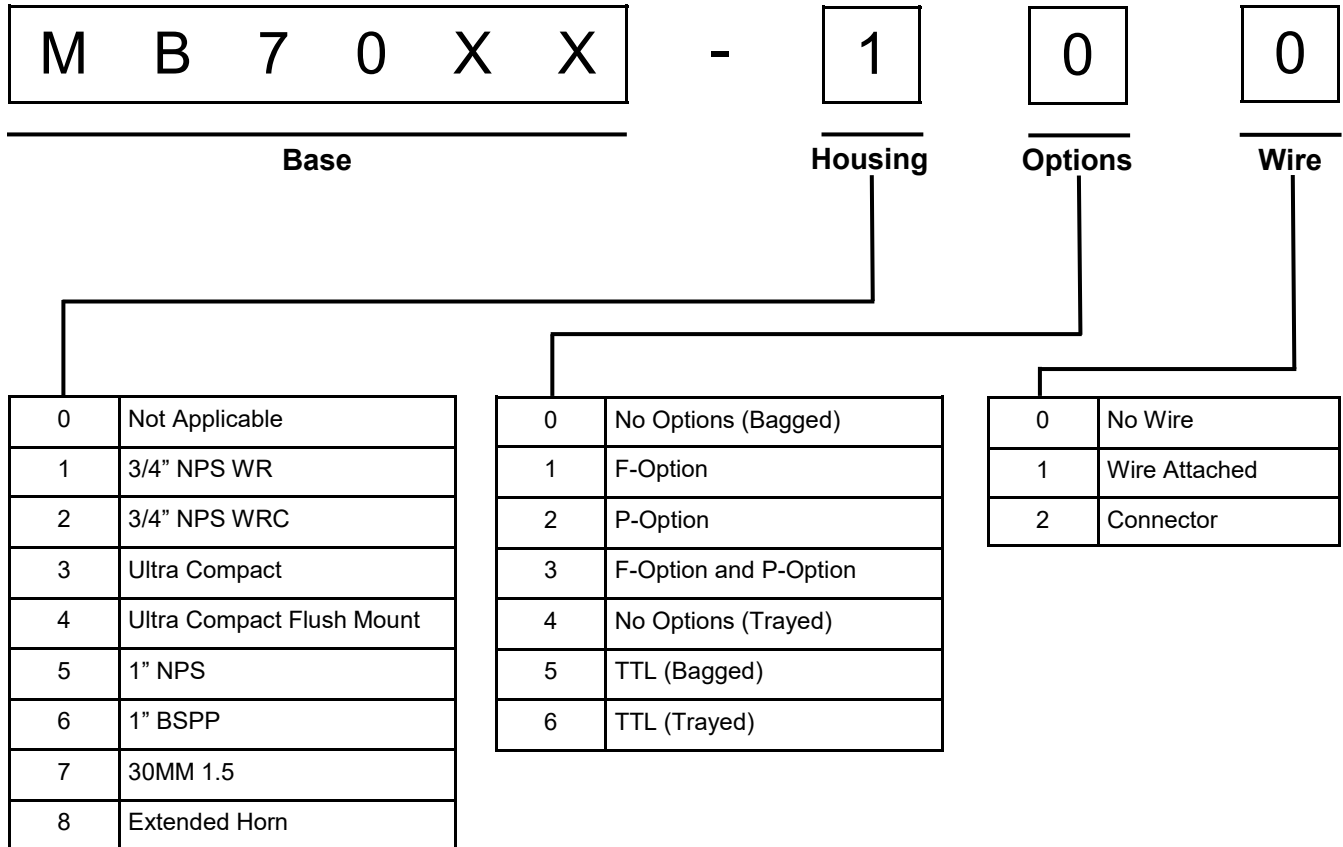 M B 7 0 X X - 1 0 0
Base Housing Options Wire
0 Not Applicable
1 3/4” NPS WR
2 3/4” NPS WRC
3 Ultra Compact
4 Ultra Compact Flush Mount
5 1” NPS
6 1” BSPP
7 30MM 1.5
8 Extended Horn
0 No Options (Bagged)
1 F-Option
2 P-Option
3 F-Option and P-Option
4 No Options (Trayed)
5 TTL (Bagged)
6 TTL (Trayed)
0 No Wire
1 Wire Attached
2 Connector